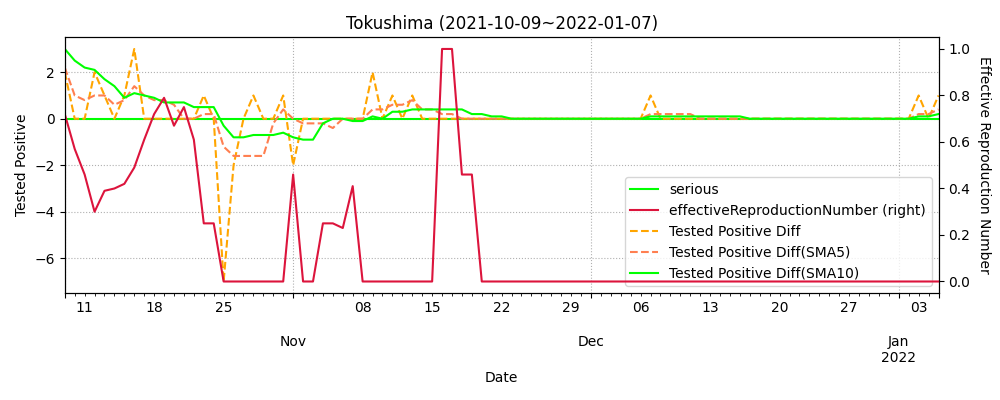 Tokushima (2021-10-09~2022-01-07)
Tested Positive
2
0
−2
−4
−6
1.0
0.8
0.6
0.4
0.2
0.0
Effective Reproduction Number
serious
effectiveReproductionNumber (right)
Tested Positive Diff
Tested Positive Diff(SMA5)
Tested Positive Diff(SMA10)
11 18 25 08 15 22 29 06 13 20 27 03
Nov Dec Jan
2022
Date